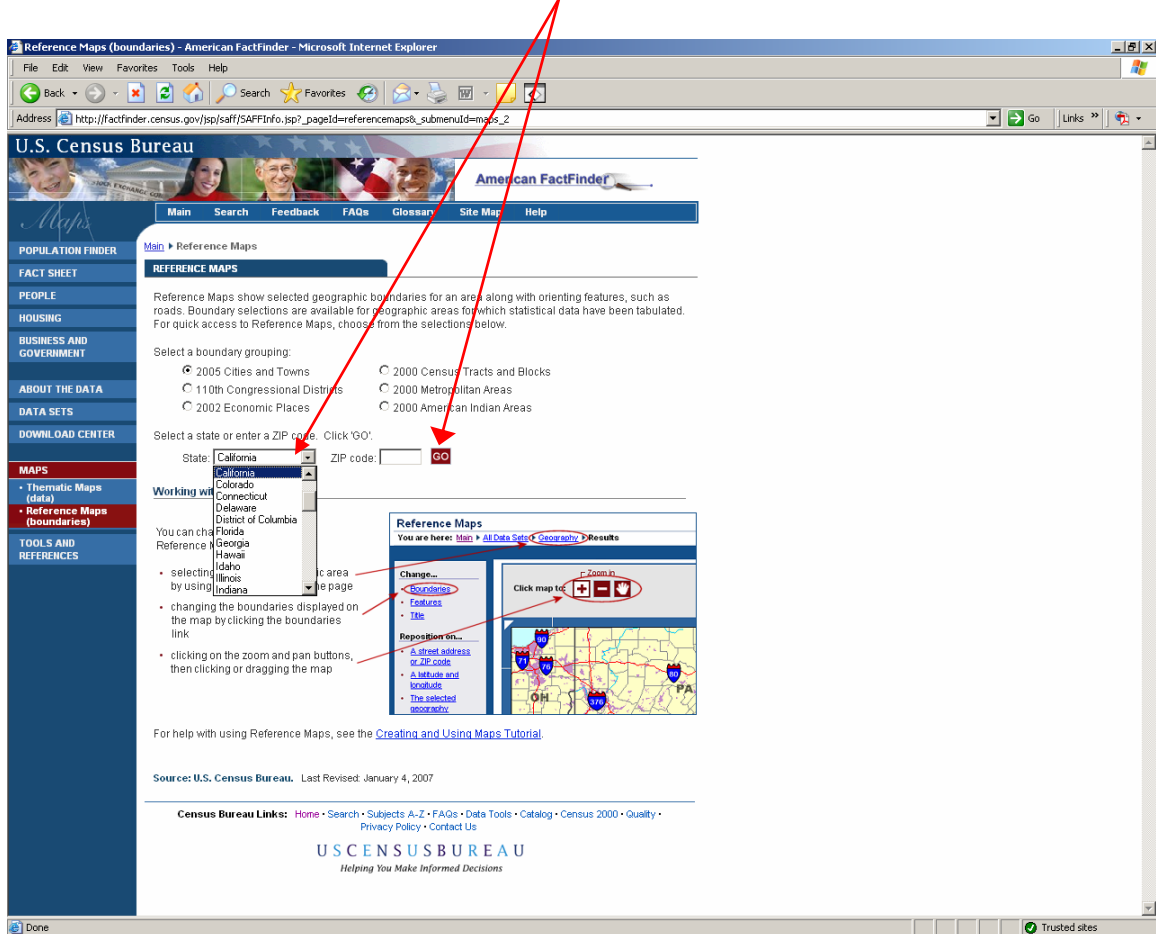 Reference Maps (boundaries) - American FactFinder - Microsoft Internet Explorer
File Edit View Favorites Tools Help
Back Search Favorites
Address http://factfinder.census.gov/jsp/saff/SAFFInfo.jsp?_pageId=referencemaps&_submenuId=maps_2 Go Links »
U.S. Census Bureau
STOCK EXCHANGE
American FactFinder
Maps
Main Search Feedback FAQs Glossary Site Map Help
POPULATION FINDER
FACT SHEET
PEOPLE
HOUSING
BUSINESS AND
GOVERNMENT
ABOUT THE DATA
DATA SETS
DOWNLOAD CENTER
MAPS
• Thematic Maps
(data)
• Reference Maps
(boundaries)
TOOLS AND
REFERENCES
Main ▸ Reference Maps
REFERENCE MAPS
Reference Maps show selected geographic boundaries for an area along with orienting features, such as
roads. Boundary selections are available for geographic areas for which statistical data have been tabulated.
For quick access to Reference Maps, choose from the selections below.
Select a boundary grouping:
2005 Cities and Towns 2000 Census Tracts and Blocks
110th Congressional Districts 2000 Metropolitan Areas
2002 Economic Places 2000 American Indian Areas
Select a state or enter a ZIP code. Click 'GO'.
State: California ZIP code: GO
California
Colorado
Connecticut
Delaware
District of Columbia
Florida
Georgia
Hawaii
Idaho
Illinois
Indiana
Working wi
You can cha
Reference M
• selecting ic area
by using e page
• changing the boundaries displayed on
the map by clicking the boundaries
link
• clicking on the zoom and pan buttons,
then clicking or dragging the map
Reference Maps
You are here: Main ▸ All Data Sets ▸ Geography ▸ Results
Change...
• Boundaries
• Features
• Title
Reposition on...
• A street address
or ZIP code
• A latitude and
longitude
• The selected
geography
Zoom in
Click map to:
90
71
76
80
OH
376
PA
For help with using Reference Maps, see the Creating and Using Maps Tutorial.
Source: U.S. Census Bureau. Last Revised: January 4, 2007
Census Bureau Links: Home • Search • Subjects A-Z • FAQs • Data Tools • Catalog • Census 2000 • Quality •
Privacy Policy • Contact Us
USCENSUSBUREAU
Helping You Make Informed Decisions
Done Trusted sites